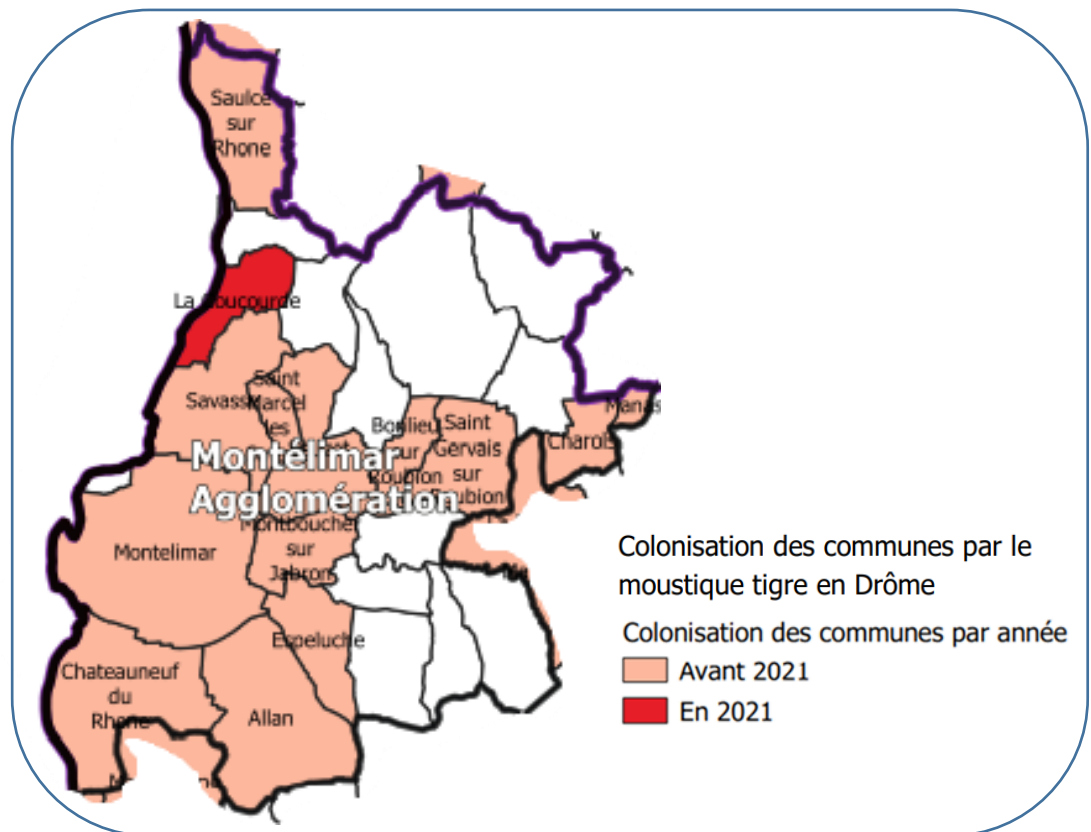 Saulce
sur
Rhone
La Coucourde
Savasse
Saint
Marcel
les
Manas
Bonlieu
sur
Roubion
Saint
Gervais
sur
Roubion
Charols
Montélimar
Agglomération
Montboucher
sur
Jabron
Montelimar
Espeluche
Chateauneuf
du
Rhone
Allan
Colonisation des communes par le
moustique tigre en Drôme
Colonisation des communes par année
Avant 2021
En 2021